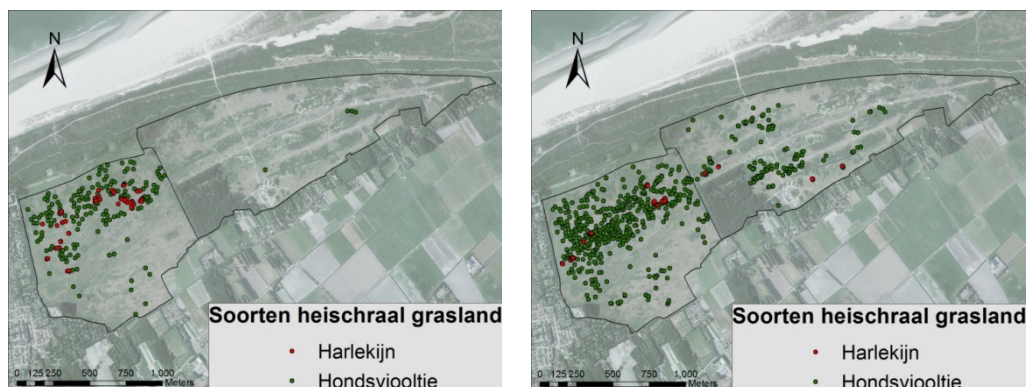 N
Soorten heischraal grasland
Harlekijn
Hondsviooltje
0 125 250 500 750 1,000
Meters
N
Soorten heischraal grasland
Harlekijn
Hondsviooltje
0 125 250 500 750 1,000
Meters